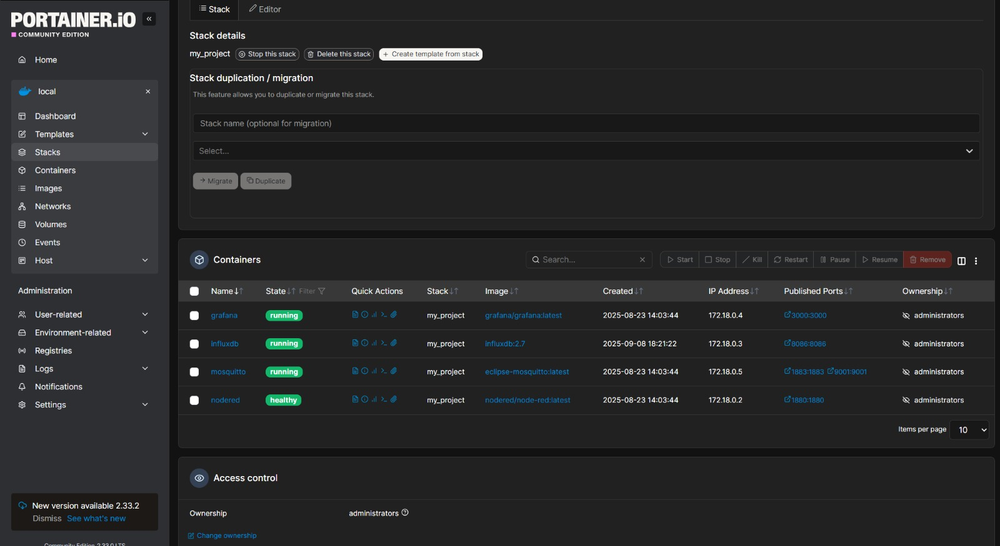 PORTAINER.iO
COMMUNITY EDITION
Home
local
Dashboard
Templates
Stacks
Containers
Images
Networks
Volumes
Events
Host
Administration
User-related
Environment-related
Registries
Logs
Notifications
Settings
New version available 2.33.2
Dismiss See what's new
Community Edition 2.33.0 LTS
Stack Editor
Stack details
my_project Stop this stack Delete this stack + Create template from stack
Stack duplication / migration
This feature allows you to duplicate or migrate this stack.
Stack name (optional for migration)
Select...
Migrate Duplicate
Containers Search... Start Stop Kill Restart Pause Resume Remove
Name State Filter Quick Actions Stack Image Created IP Address Published Ports Ownership
grafana running my_project grafana/grafana:latest 2025-08-23 14:03:44 172.18.0.4 3000:3000 administrators
influxdb running my_project influxdb:2.7 2025-09-08 18:21:22 172.18.0.3 8086:8086 administrators
mosquitto running my_project eclipse-mosquitto:latest 2025-08-23 14:03:44 172.18.0.5 1883:1883 9001:9001 administrators
nodered healthy my_project nodered/node-red:latest 2025-08-23 14:03:44 172.18.0.2 1880:1880 administrators
Items per page 10
Access control
Ownership administrators
Change ownership